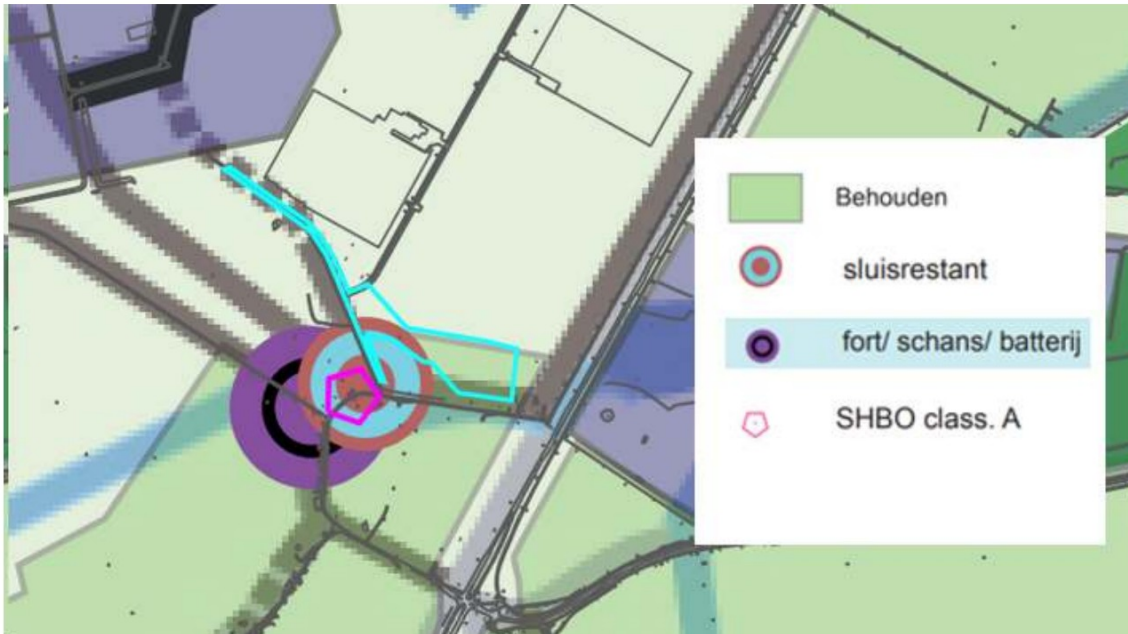 Behouden
sluisrestant
fort/ schans/ batterij
SHBO class. A